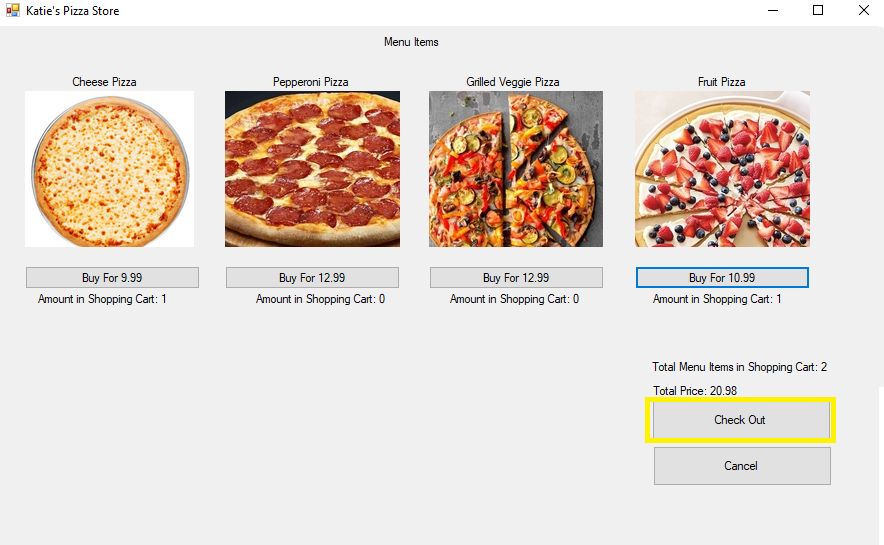 Katie's Pizza Store
Menu Items
Cheese Pizza
Pepperoni Pizza
Grilled Veggie Pizza
Fruit Pizza
Buy For 9.99
Buy For 12.99
Buy For 12.99
Buy For 10.99
Amount in Shopping Cart: 1
Amount in Shopping Cart: 0
Amount in Shopping Cart: 0
Amount in Shopping Cart: 1
Total Menu Items in Shopping Cart: 2
Total Price: 20.98
Check Out
Cancel